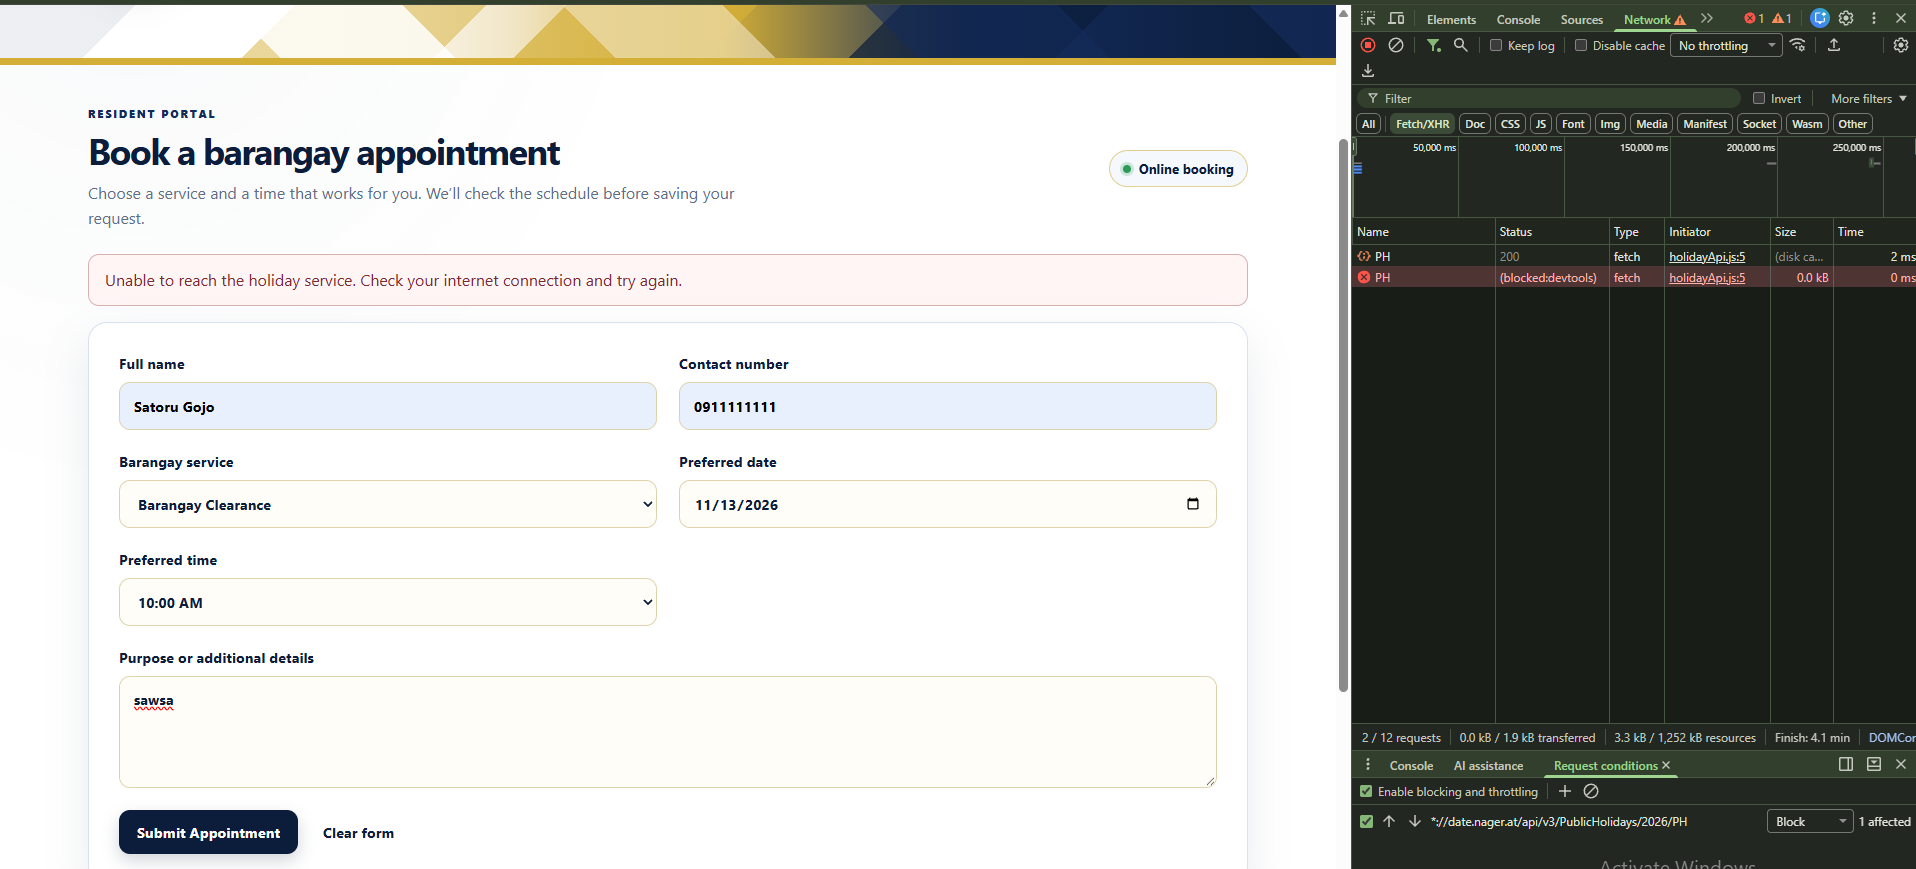 RESIDENT PORTAL
Book a barangay appointment
Choose a service and a time that works for you. We'll check the schedule before saving your
request.
Online booking
Unable to reach the holiday service. Check your internet connection and try again.
Full name
Contact number
Satoru Gojo
0911111111
Barangay service
Preferred date
Barangay Clearance
11/13/2026
Preferred time
10:00 AM
Purpose or additional details
sawsa
Submit Appointment
Clear form
Elements Console Sources Network 1 1
Keep log Disable cache No throttling
Filter Invert More filters
All Fetch/XHR Doc CSS JS Font Img Media Manifest Socket Wasm Other
50,000 ms 100,000 ms 150,000 ms 200,000 ms 250,000 ms
Name Status Type Initiator Size Time
PH 200 fetch holidayApi.js:5 (disk ca... 2 ms
PH (blocked:devtools) fetch holidayApi.js:5 0.0 kB 0 ms
2 / 12 requests 0.0 kB / 1.9 kB transferred 3.3 kB / 1,252 kB resources Finish: 4.1 min DOMCor
Console AI assistance Request conditions
Enable blocking and throttling
*://date.nager.at/api/v3/PublicHolidays/2026/PH Block 1 affected
Activate Windows